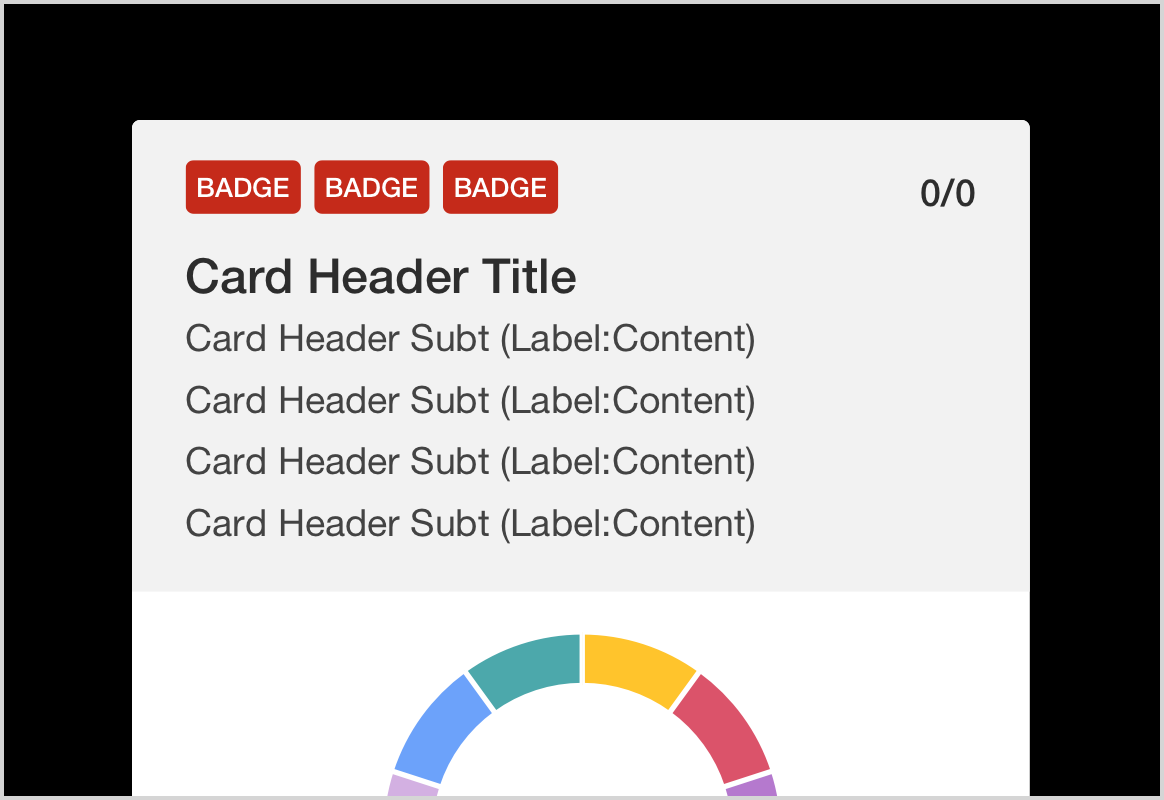 BADGE BADGE BADGE 0/0
Card Header Title
Card Header Subt (Label:Content)
Card Header Subt (Label:Content)
Card Header Subt (Label:Content)
Card Header Subt (Label:Content)